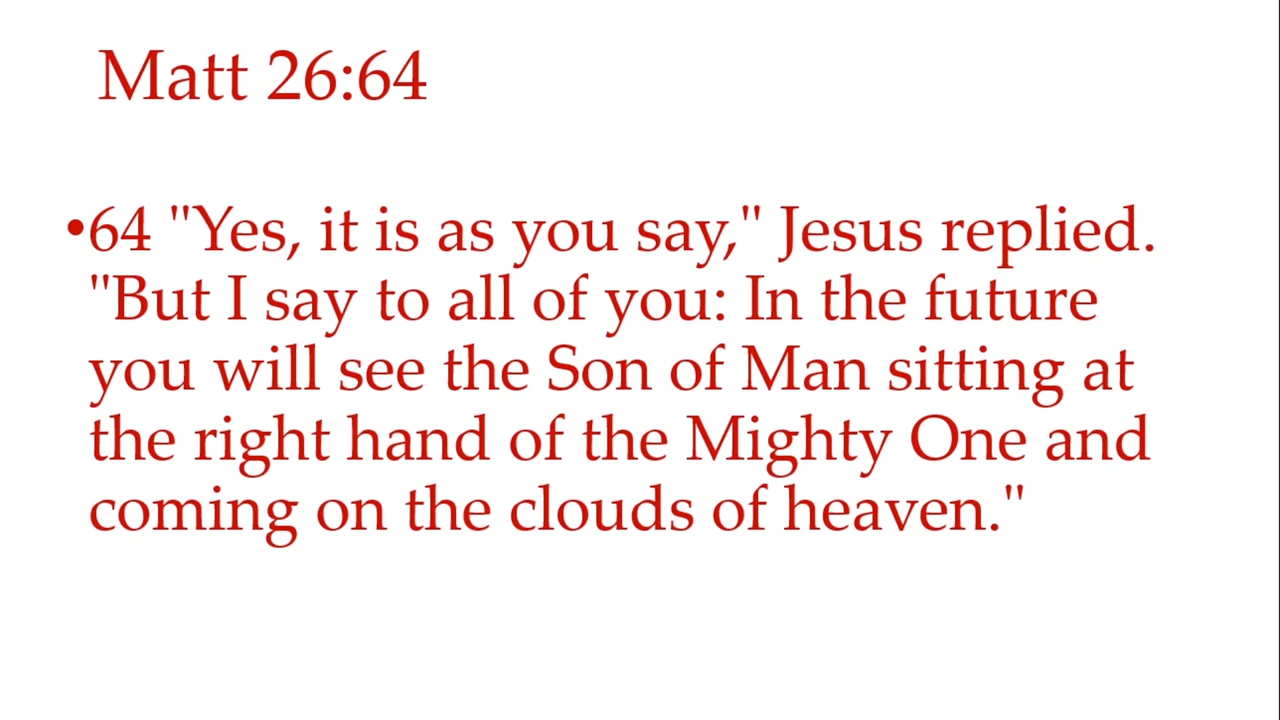 Matt 26:64
•64 "Yes, it is as you say," Jesus replied.
"But I say to all of you: In the future
you will see the Son of Man sitting at
the right hand of the Mighty One and
coming on the clouds of heaven."